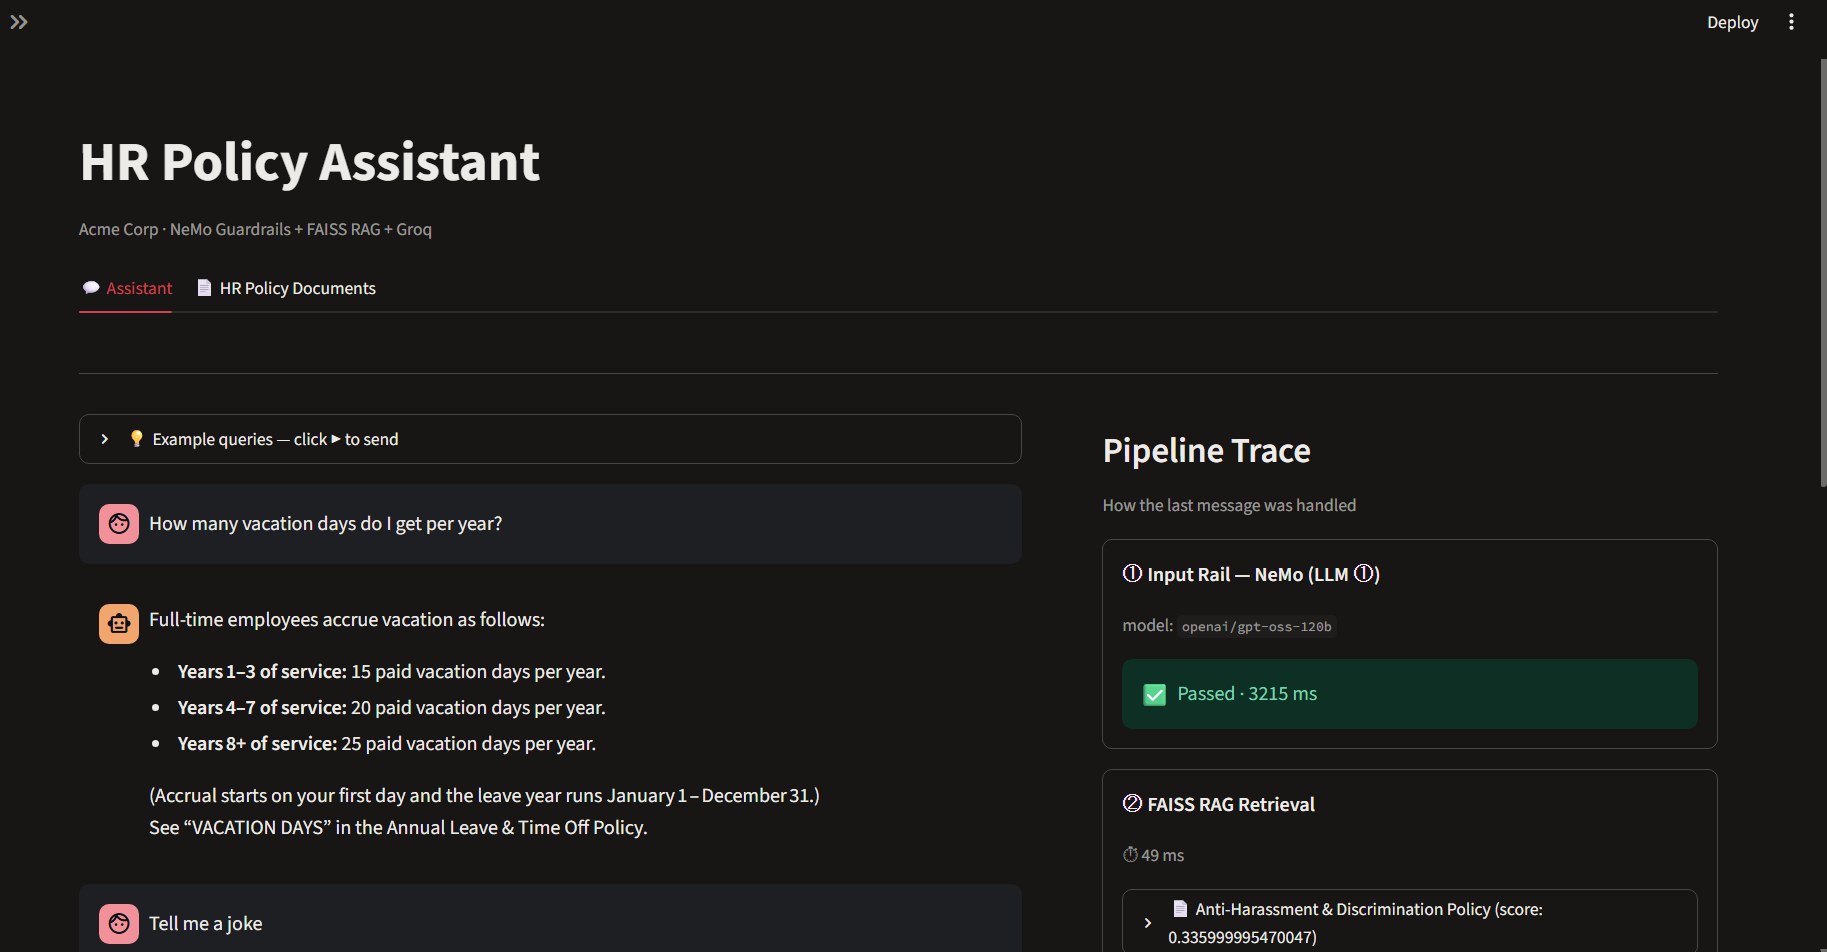 Deploy
HR Policy Assistant
Acme Corp · NeMo Guardrails + FAISS RAG + Groq
Assistant
HR Policy Documents
Example queries — click ▶ to send
How many vacation days do I get per year?
Full-time employees accrue vacation as follows:
• Years 1–3 of service: 15 paid vacation days per year.
• Years 4–7 of service: 20 paid vacation days per year.
• Years 8+ of service: 25 paid vacation days per year.
(Accrual starts on your first day and the leave year runs January 1 – December 31.)
See “VACATION DAYS” in the Annual Leave & Time Off Policy.
Tell me a joke
Pipeline Trace
How the last message was handled
① Input Rail — NeMo (LLM ①)
model: openai/gpt-oss-120b
✅ Passed · 3215 ms
② FAISS RAG Retrieval
⏱ 49 ms
Anti-Harassment & Discrimination Policy (score:
0.335999995470047)